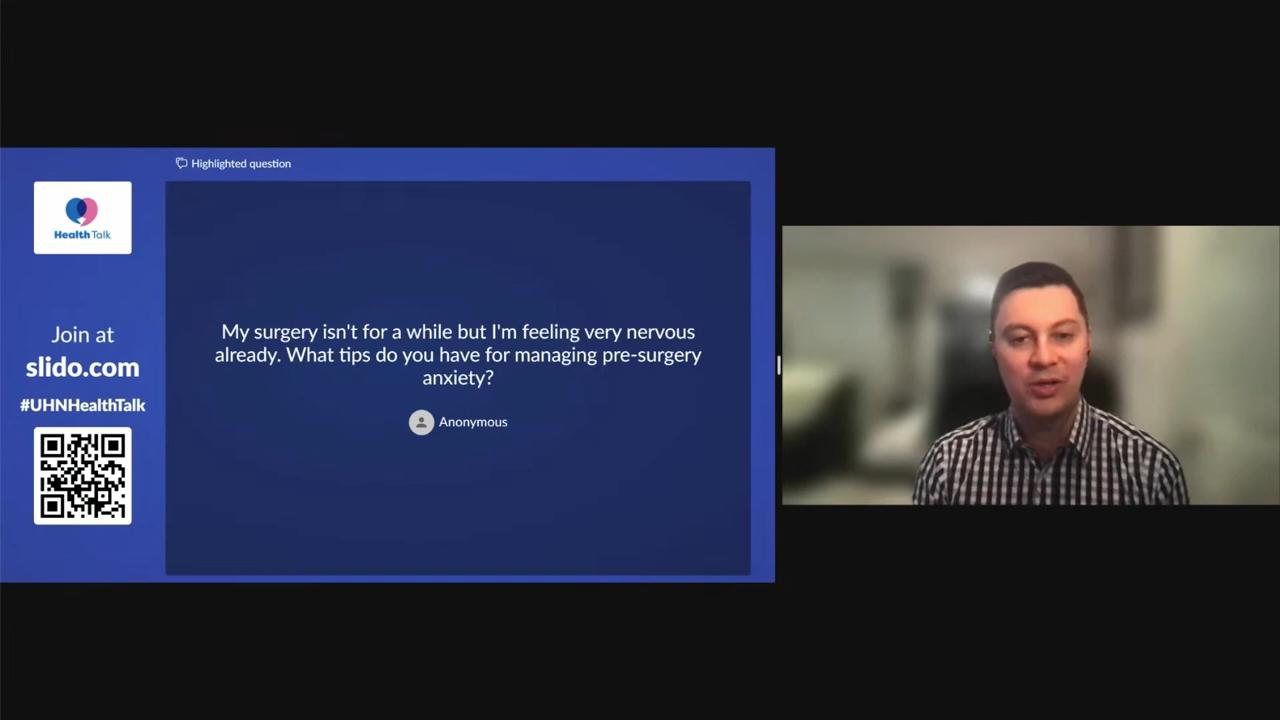 Highlighted question
Health Talk
Join at
slido.com
#UHNHealthTalk
My surgery isn't for a while but I'm feeling very nervous
already. What tips do you have for managing pre-surgery
anxiety?
Anonymous